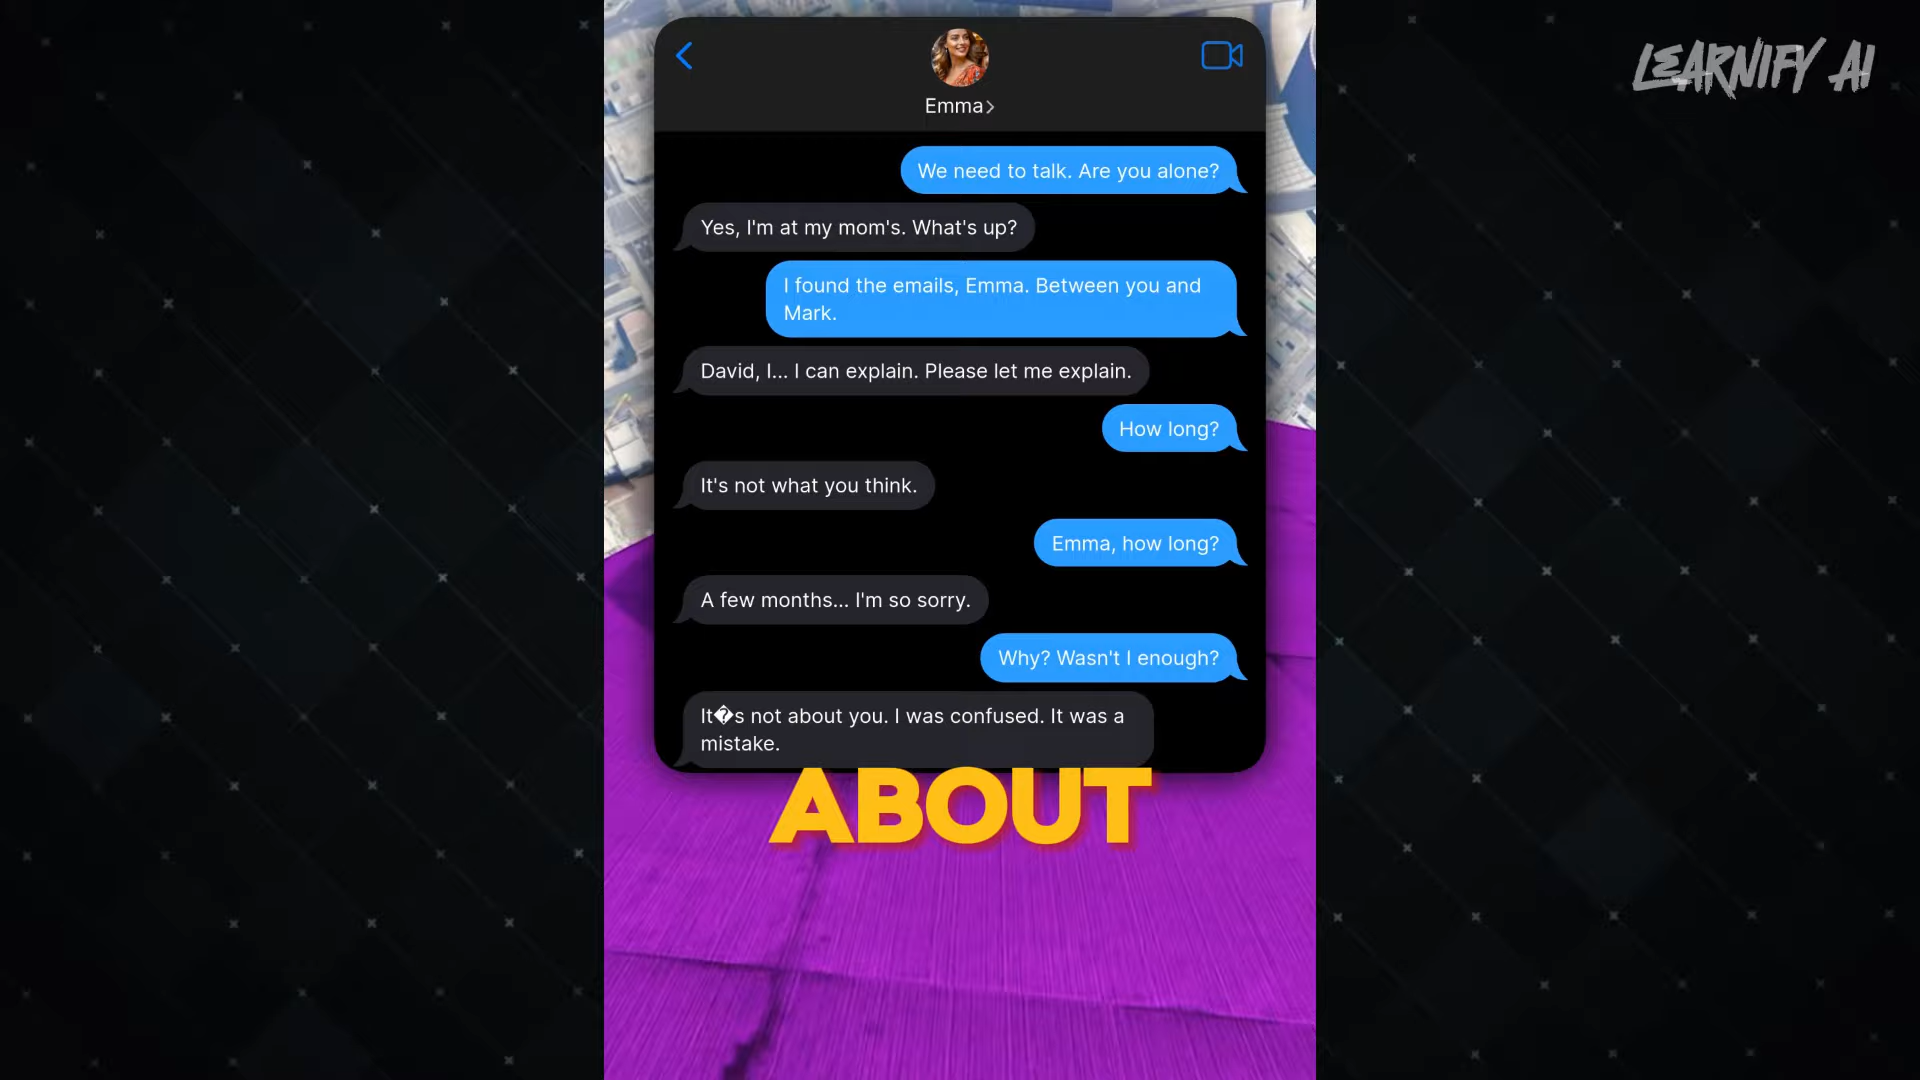 LEARNIFY AI
Emma
We need to talk. Are you alone?
Yes, I'm at my mom's. What's up?
I found the emails, Emma. Between you and
Mark.
David, I... I can explain. Please let me explain.
How long?
It's not what you think.
Emma, how long?
A few months... I'm so sorry.
Why? Wasn't I enough?
It�s not about you. I was confused. It was a
mistake.
ABOUT